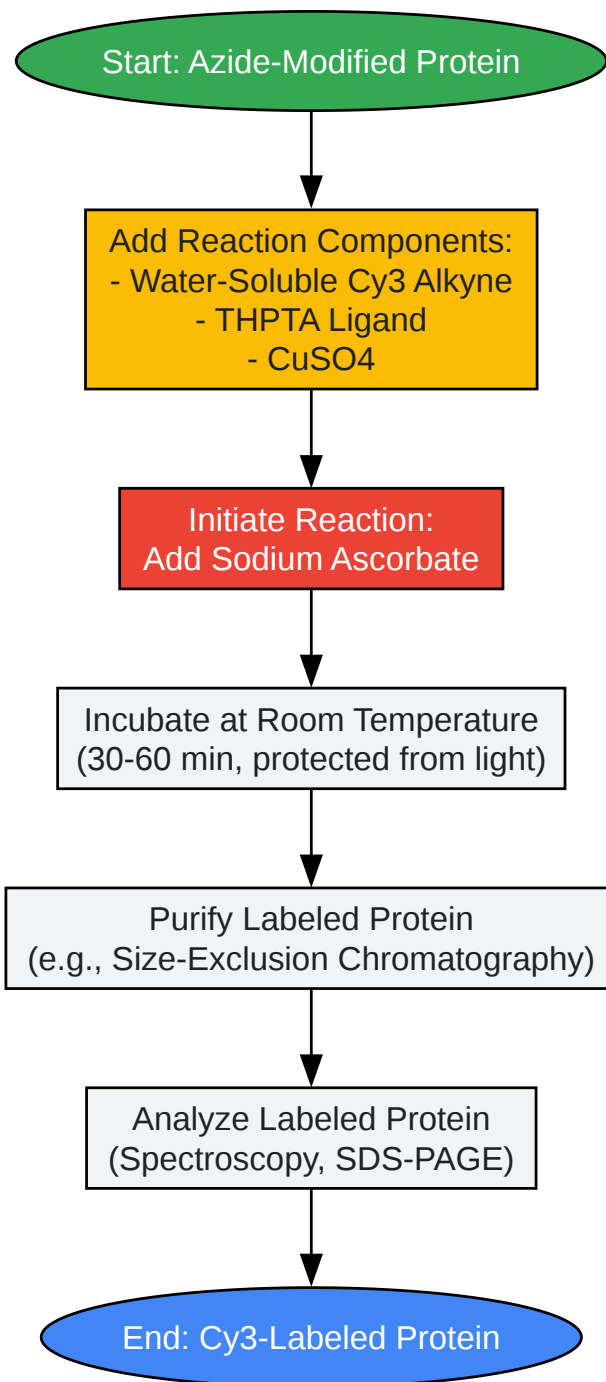 Start: Azide-Modified Protein
Add Reaction Components:
- Water-Soluble Cy3 Alkyne
- THPTA Ligand
- CuSO4
Initiate Reaction:
Add Sodium Ascorbate
Incubate at Room Temperature
(30-60 min, protected from light)
Purify Labeled Protein
(e.g., Size-Exclusion Chromatography)
Analyze Labeled Protein
(Spectroscopy, SDS-PAGE)
End: Cy3-Labeled Protein